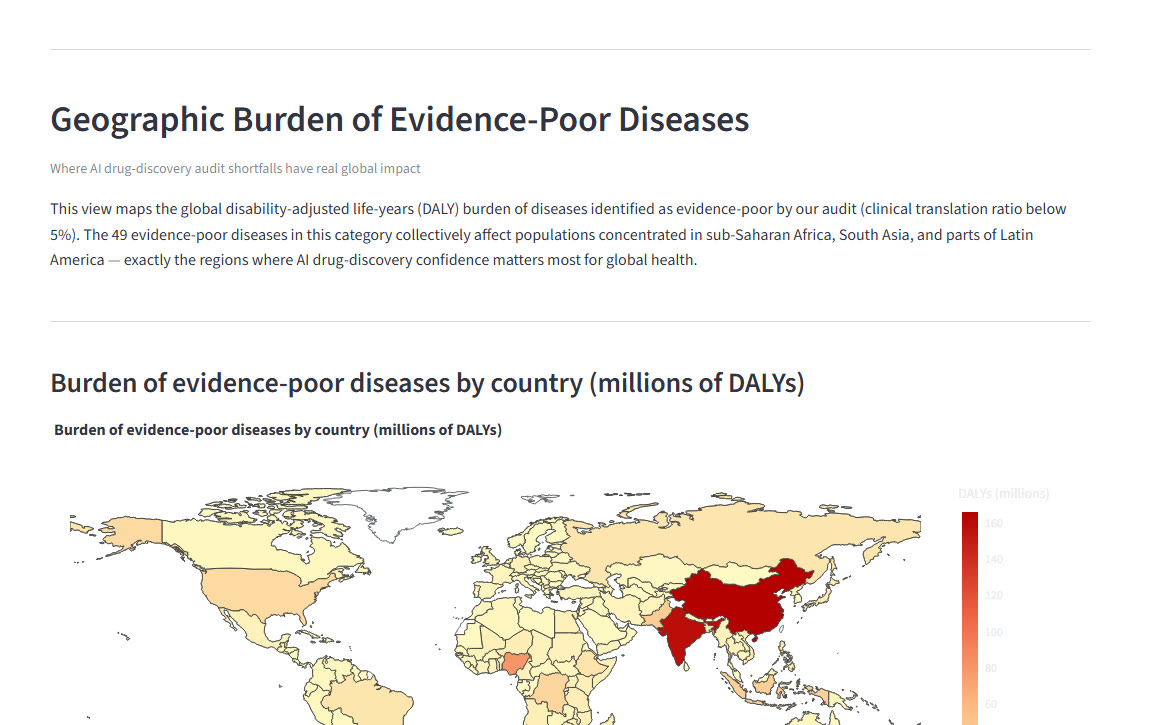 Geographic Burden of Evidence-Poor Diseases
Where AI drug-discovery audit shortfalls have real global impact
This view maps the global disability-adjusted life-years (DALY) burden of diseases identified as evidence-poor by our audit (clinical translation ratio below
5%). The 49 evidence-poor diseases in this category collectively affect populations concentrated in sub-Saharan Africa, South Asia, and parts of Latin
America — exactly the regions where AI drug-discovery confidence matters most for global health.
Burden of evidence-poor diseases by country (millions of DALYs)
Burden of evidence-poor diseases by country (millions of DALYs)
DALYs (millions)
160
140
120
100
80
60